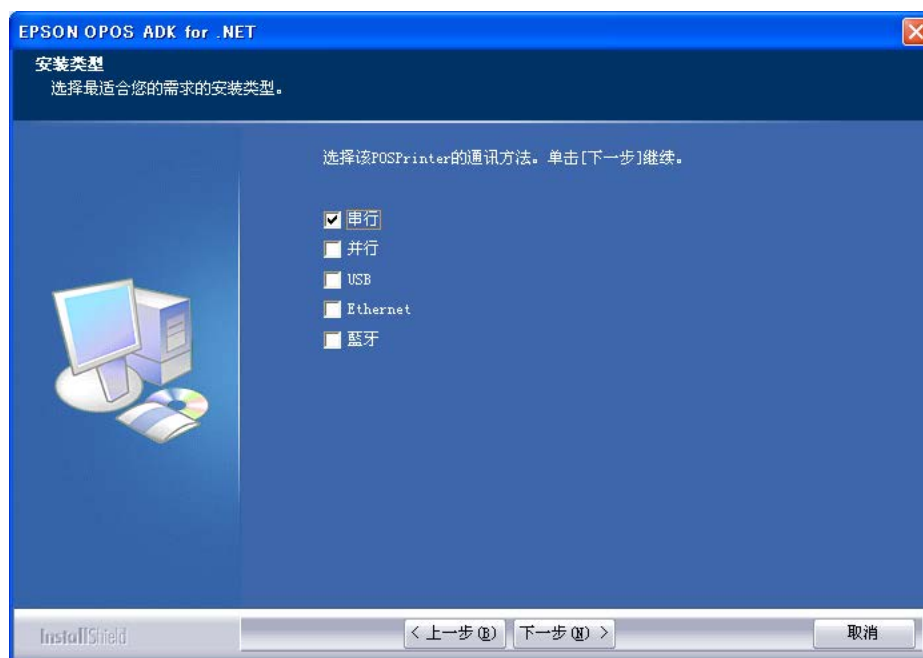 EPSON OPOS ADK for .NET
安装类型
选择最适合您的需求的安装类型。
选择该POSPrinter的通讯方法。单击[下一步]继续。
串行
并行
USB
Ethernet
藍牙
InstallShield
< 上一步(B)
下一步(N) >
取消